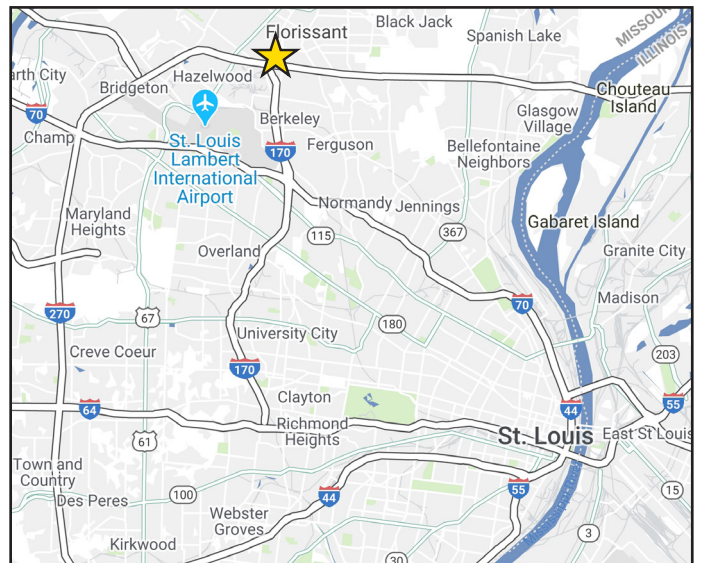 Black Jack
Florissant
Spanish Lake
MISSOURI
ILLINOIS
arth City
Hazelwood
Bridgeton
Chouteau
Island
70
Champ
Glasgow
Village
Berkeley
St. Louis
Lambert
International
Airport
170
Ferguson
Bellefontaine
Neighbors
Maryland
Heights
Normandy
Jennings
115
367
Gabaret Island
Overland
Granite City
Madison
270
67
70
180
University City
Creve Coeur
203
170
Clayton
64
55
44
Richmond
Heights
61
St. Louis
East St Louis
Town and
Country
Des Peres
100
44
55
15
Webster
Groves
3
Kirkwood
30